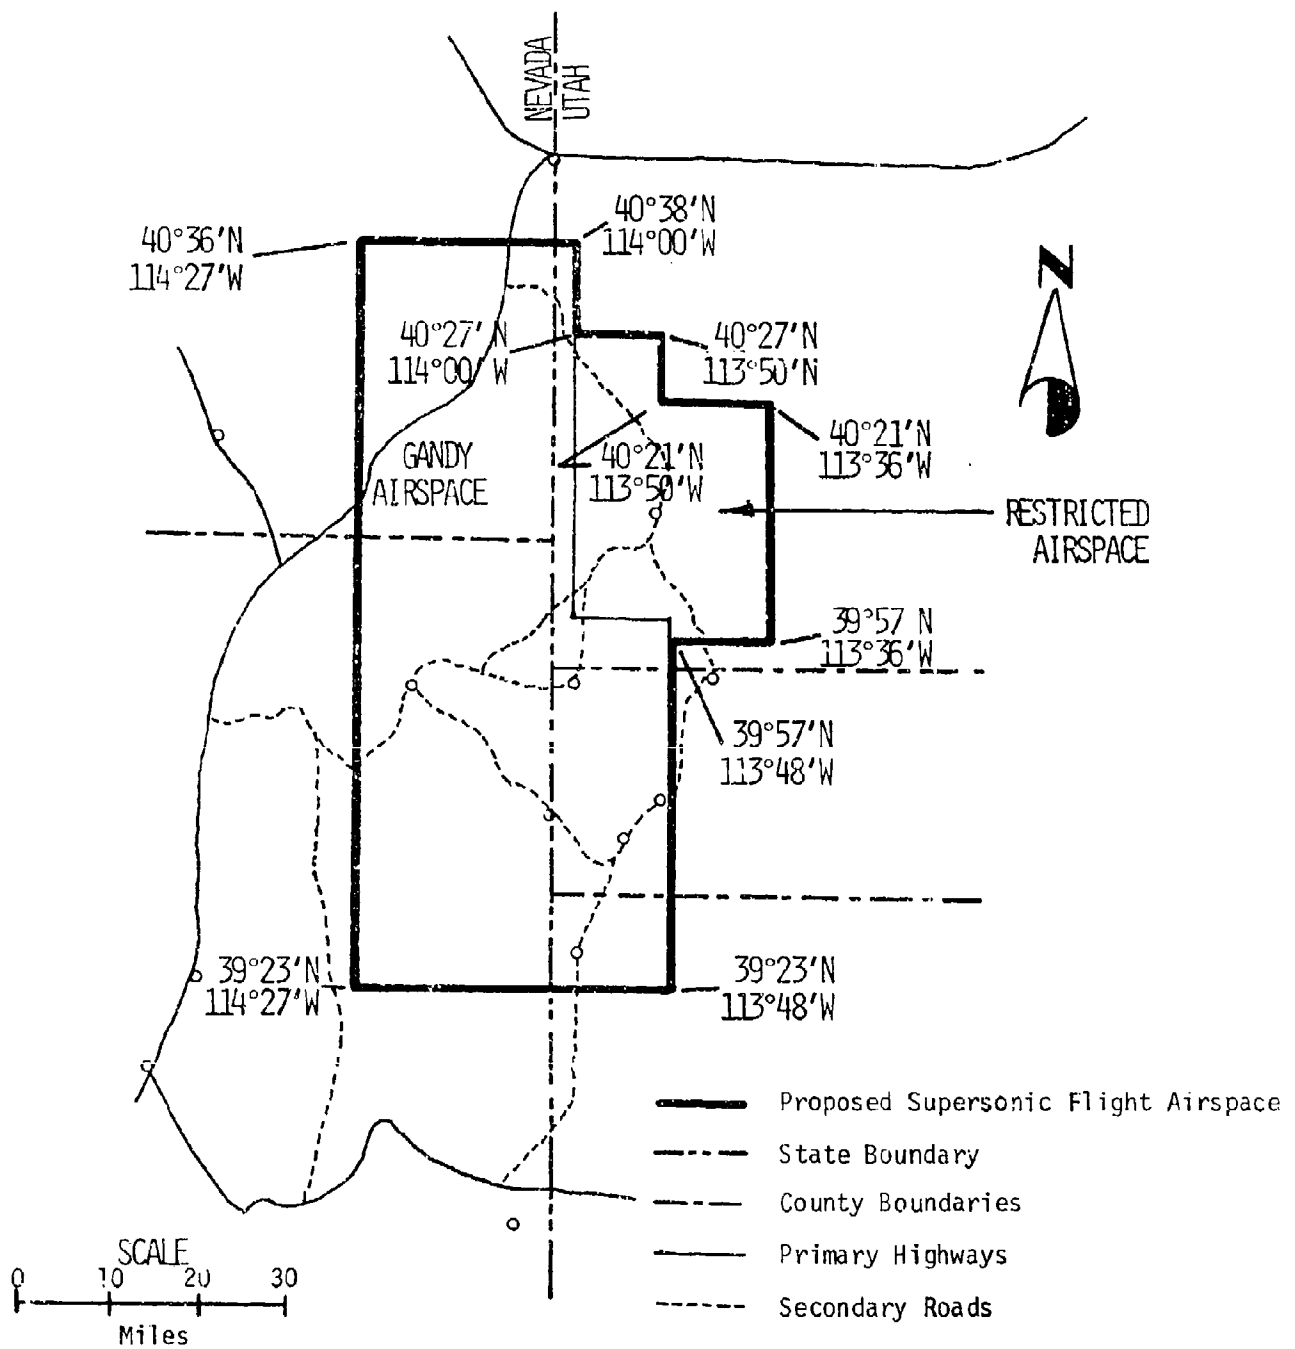 NEVADA
UTAH
40°38'N
114°00'W
40°36'N
114°27'W
N
40°27'N
114°00'W
40°27'N
113°50'N
40°21'N
113°36'W
GANDY
AIRSPACE
40°21'N
113°50'W
RESTRICTED
AIRSPACE
39°57 N
113°36'W
39°57'N
113°48'W
39°23'N
114°27'W
39°23'N
113°48'W
Proposed Supersonic Flight Airspace
State Boundary
County Boundaries
Primary Highways
Secondary Roads
SCALE
0 10 20 30
Miles